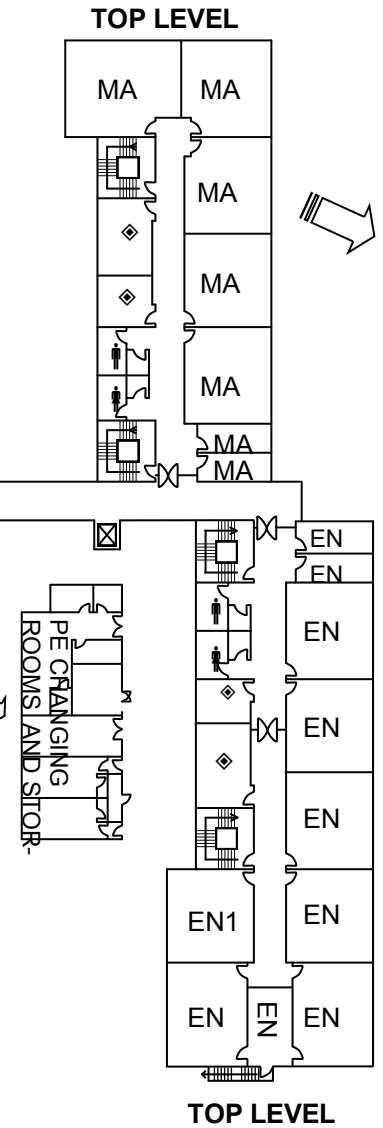 TOP LEVEL
MA MA
MA
MA
MA
MA
MA
EN
EN
EN
PE CHANGING
ROOMS AND STOR-
EN
EN
EN1 EN
EN EN EN
TOP LEVEL